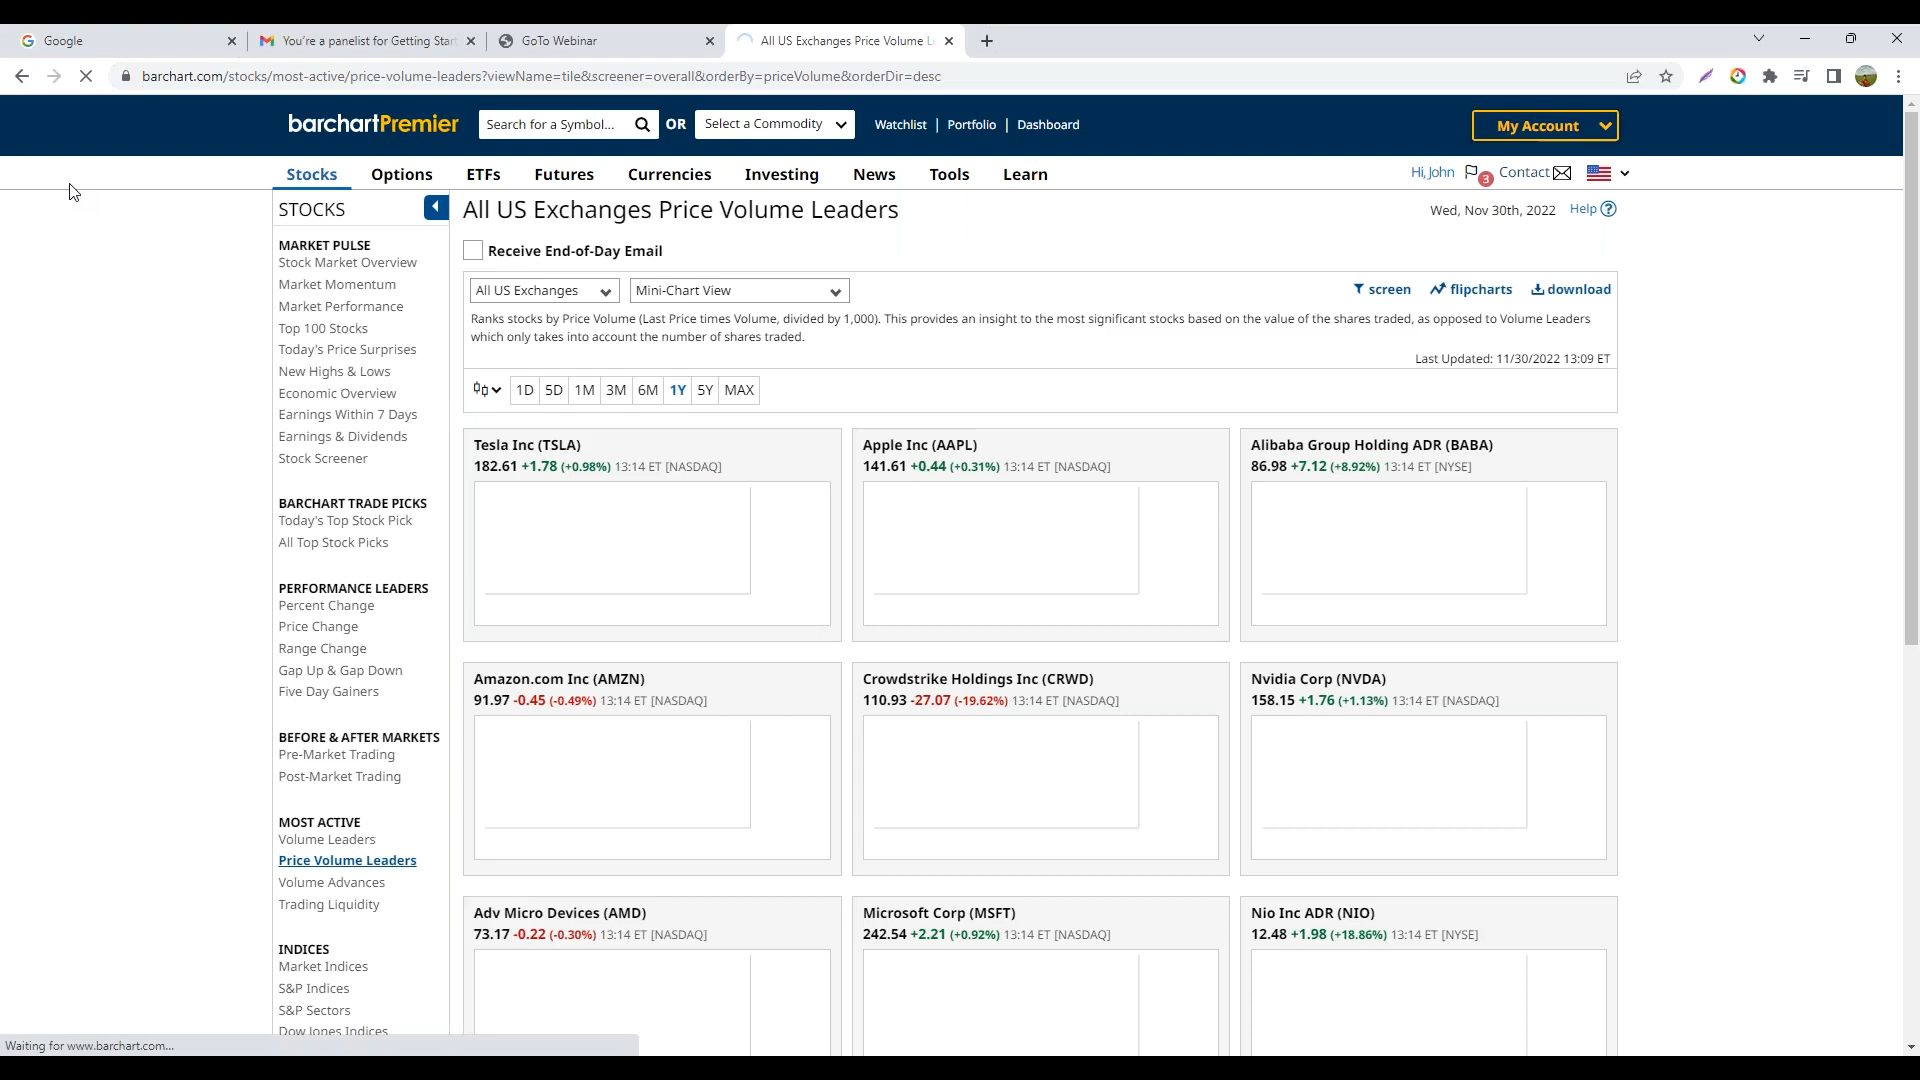 Google
You're a panelist for Getting Star
GoTo Webinar
All US Exchanges Price Volume Le
barchart.com/stocks/most-active/price-volume-leaders?viewName=tile&screener=overall&orderBy=priceVolume&orderDir=desc
barchartPremier
Search for a Symbol...
OR
Select a Commodity
Watchlist | Portfolio | Dashboard
My Account
Stocks Options ETFs Futures Currencies Investing News Tools Learn
Hi, John
3
Contact
STOCKS
MARKET PULSE
Stock Market Overview
Market Momentum
Market Performance
Top 100 Stocks
Today's Price Surprises
New Highs & Lows
Economic Overview
Earnings Within 7 Days
Earnings & Dividends
Stock Screener
BARCHART TRADE PICKS
Today's Top Stock Pick
All Top Stock Picks
PERFORMANCE LEADERS
Percent Change
Price Change
Range Change
Gap Up & Gap Down
Five Day Gainers
BEFORE & AFTER MARKETS
Pre-Market Trading
Post-Market Trading
MOST ACTIVE
Volume Leaders
Price Volume Leaders
Volume Advances
Trading Liquidity
INDICES
Market Indices
S&P Indices
S&P Sectors
Dow Jones Indices
All US Exchanges Price Volume Leaders
Wed, Nov 30th, 2022
Help ?
Receive End-of-Day Email
All US Exchanges
Mini-Chart View
screen
flipcharts
download
Ranks stocks by Price Volume (Last Price times Volume, divided by 1,000). This provides an insight to the most significant stocks based on the value of the shares traded, as opposed to Volume Leaders
which only takes into account the number of shares traded.
Last Updated: 11/30/2022 13:09 ET
1D 5D 1M 3M 6M 1Y 5Y MAX
Tesla Inc (TSLA)
182.61 +1.78 (+0.98%) 13:14 ET [NASDAQ]
Apple Inc (AAPL)
141.61 +0.44 (+0.31%) 13:14 ET [NASDAQ]
Alibaba Group Holding ADR (BABA)
86.98 +7.12 (+8.92%) 13:14 ET [NYSE]
Amazon.com Inc (AMZN)
91.97 -0.45 (-0.49%) 13:14 ET [NASDAQ]
Crowdstrike Holdings Inc (CRWD)
110.93 -27.07 (-19.62%) 13:14 ET [NASDAQ]
Nvidia Corp (NVDA)
158.15 +1.76 (+1.13%) 13:14 ET [NASDAQ]
Adv Micro Devices (AMD)
73.17 -0.22 (-0.30%) 13:14 ET [NASDAQ]
Microsoft Corp (MSFT)
242.54 +2.21 (+0.92%) 13:14 ET [NASDAQ]
Nio Inc ADR (NIO)
12.48 +1.98 (+18.86%) 13:14 ET [NYSE]
Waiting for www.barchart.com...